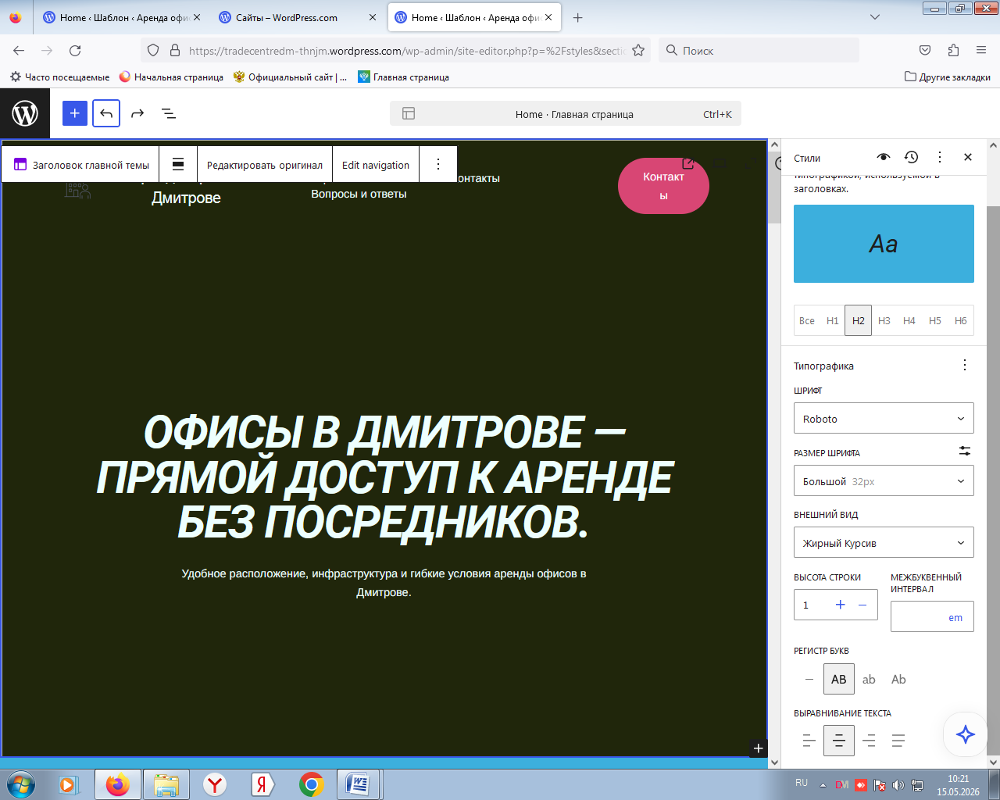 Home ‹ Шаблон ‹ Аренда офи
Сайты – WordPress.com
Home ‹ Шаблон ‹ Аренда офи
https://tradecentredm-thnjm.wordpress.com/wp-admin/site-editor.php?p=%2Fstyles&secti
Поиск
Часто посещаемые
Начальная страница
Официальный сайт | ...
Главная страница
Другие закладки
Home · Главная страница
Ctrl+K
Заголовок главной темы
Редактировать оригинал
Edit navigation
Дмитрове
онтакты
Вопросы и ответы
Контакт
ы
ОФИСЫ В ДМИТРОВЕ —
ПРЯМОЙ ДОСТУП К АРЕНДЕ
БЕЗ ПОСРЕДНИКОВ.
Удобное расположение, инфраструктура и гибкие условия аренды офисов в
Дмитрове.
Стили
типографикой, используемой в
заголовках.
Aa
Все H1 H2 H3 H4 H5 H6
Типографика
ШРИФТ
Roboto
РАЗМЕР ШРИФТА
Большой 32px
ВНЕШНИЙ ВИД
Жирный Курсив
ВЫСОТА СТРОКИ
МЕЖБУКВЕННЫЙ
ИНТЕРВАЛ
1
em
РЕГИСТР БУКВ
— AB ab Ab
ВЫРАВНИВАНИЕ ТЕКСТА
RU
10:21
15.05.2026